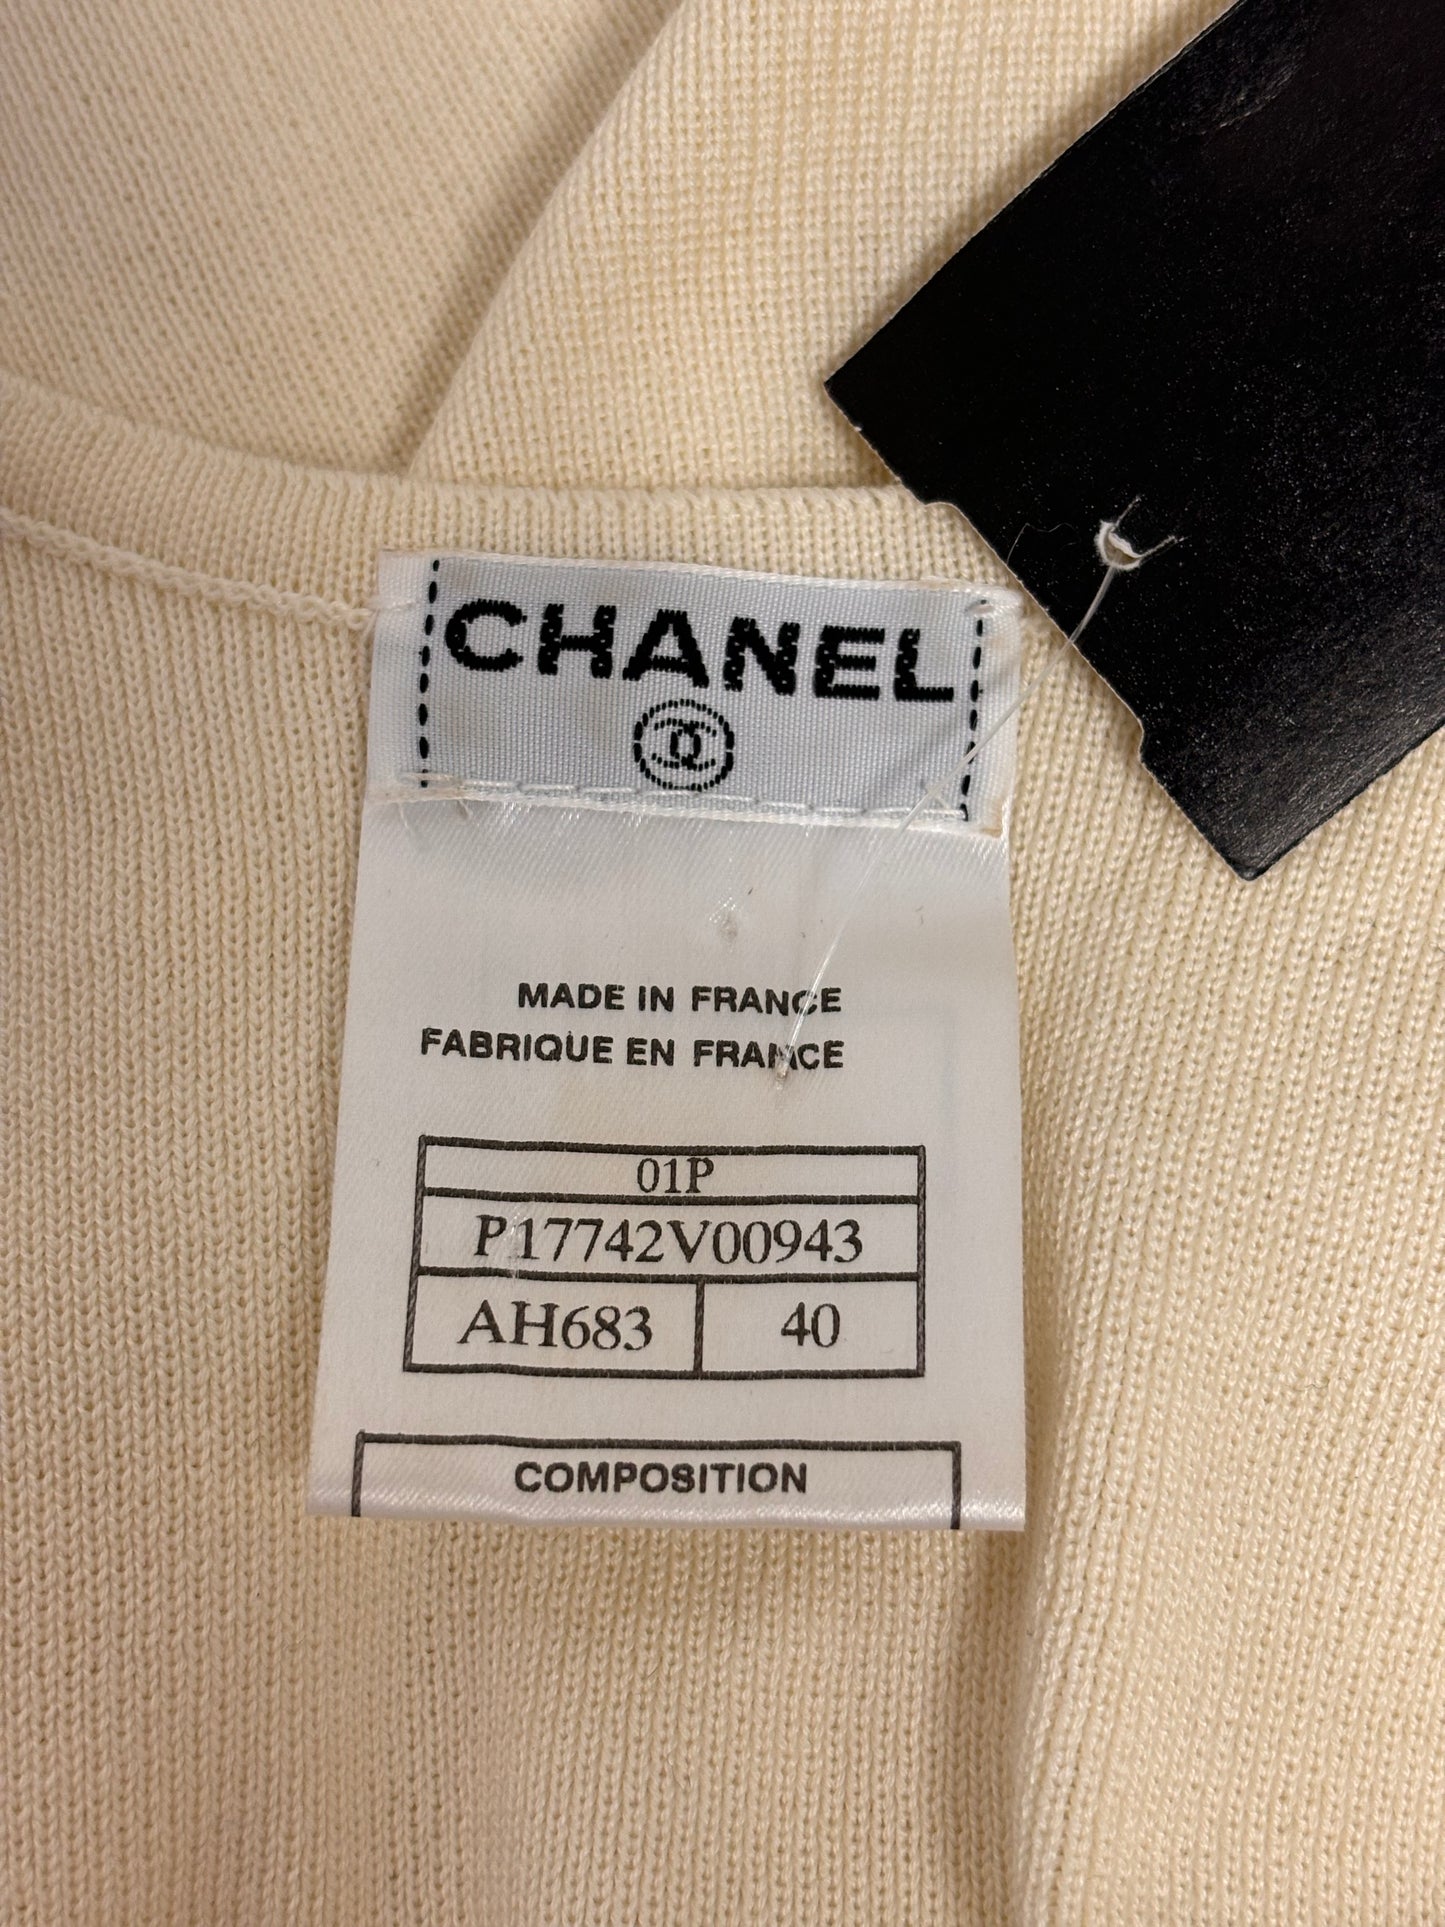 CHANEL
MADE IN FRANCE
FABRIQUE EN FRANCE
01P
P17742V00943
AH683 40
COMPOSITION